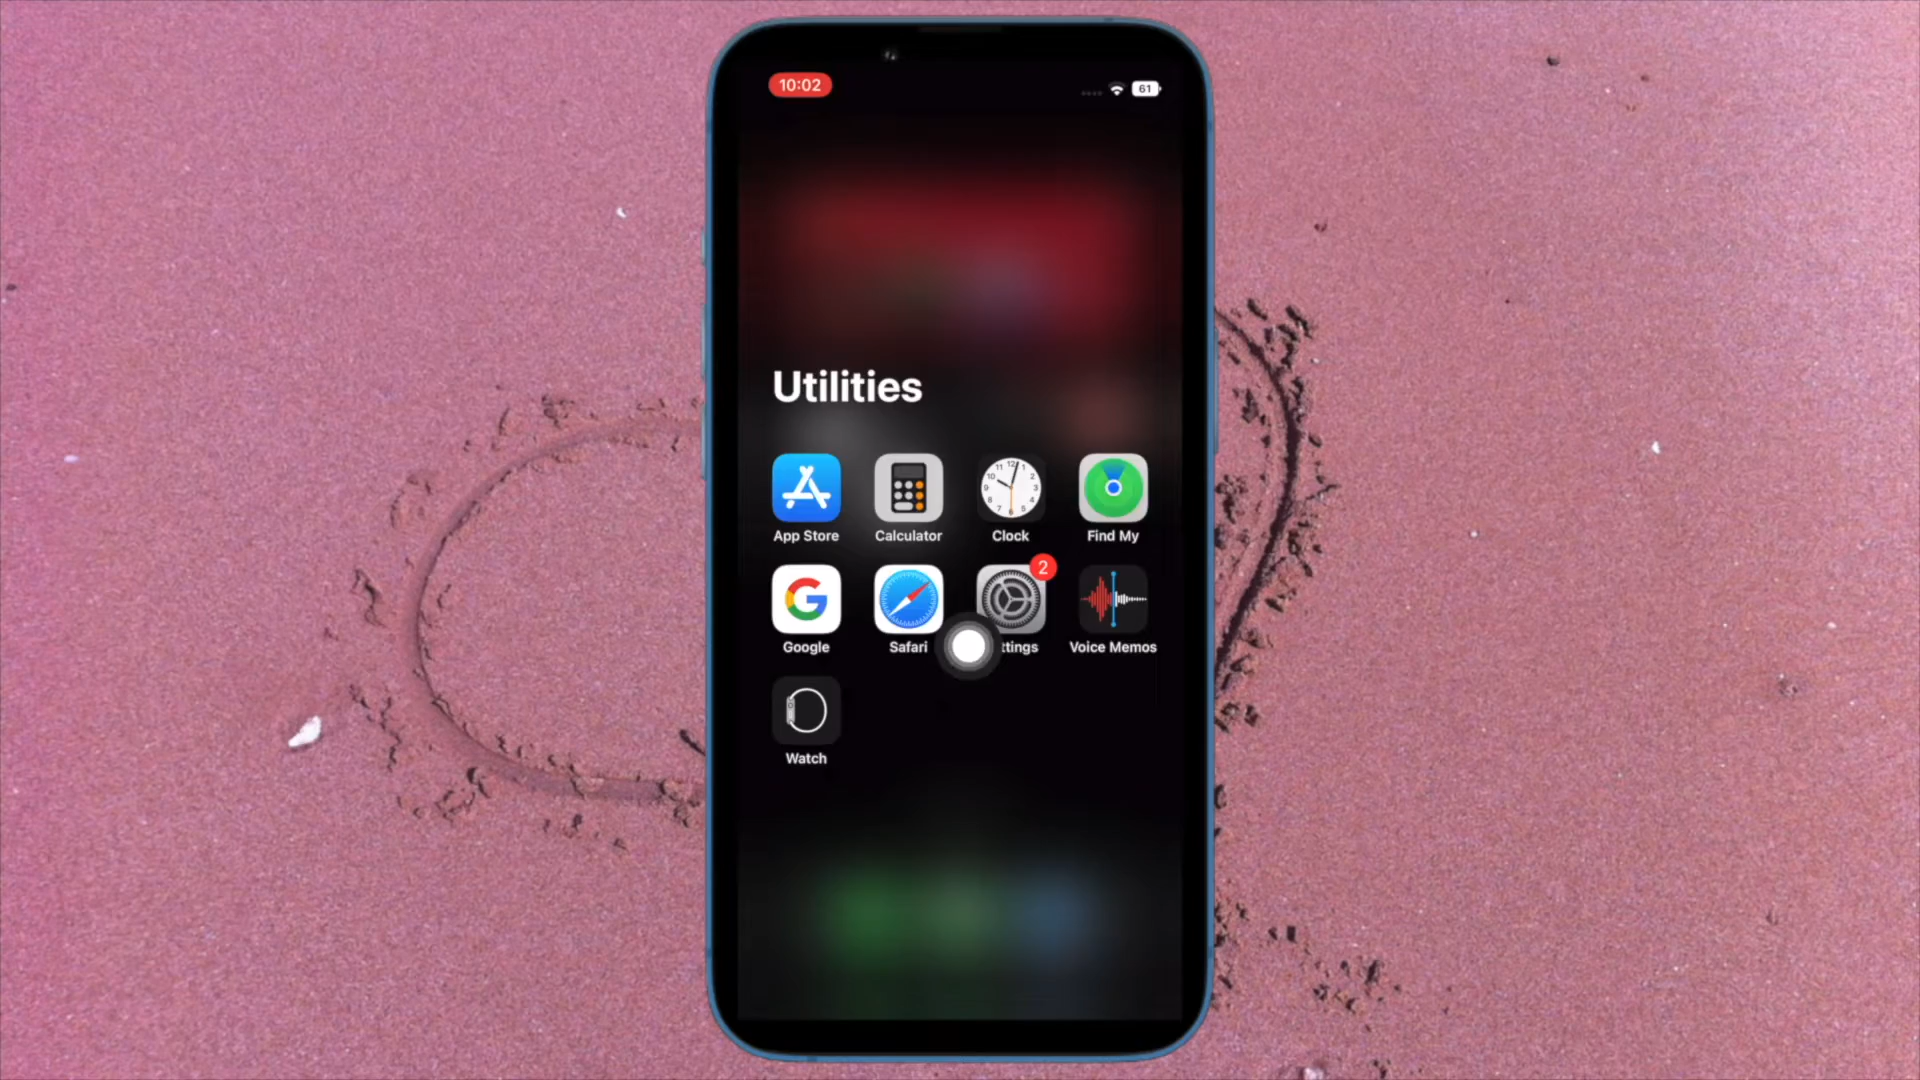 10:02
61
Utilities
App Store
Calculator
Clock
Find My
2
Google
Safari
ttings
Voice Memos
Watch